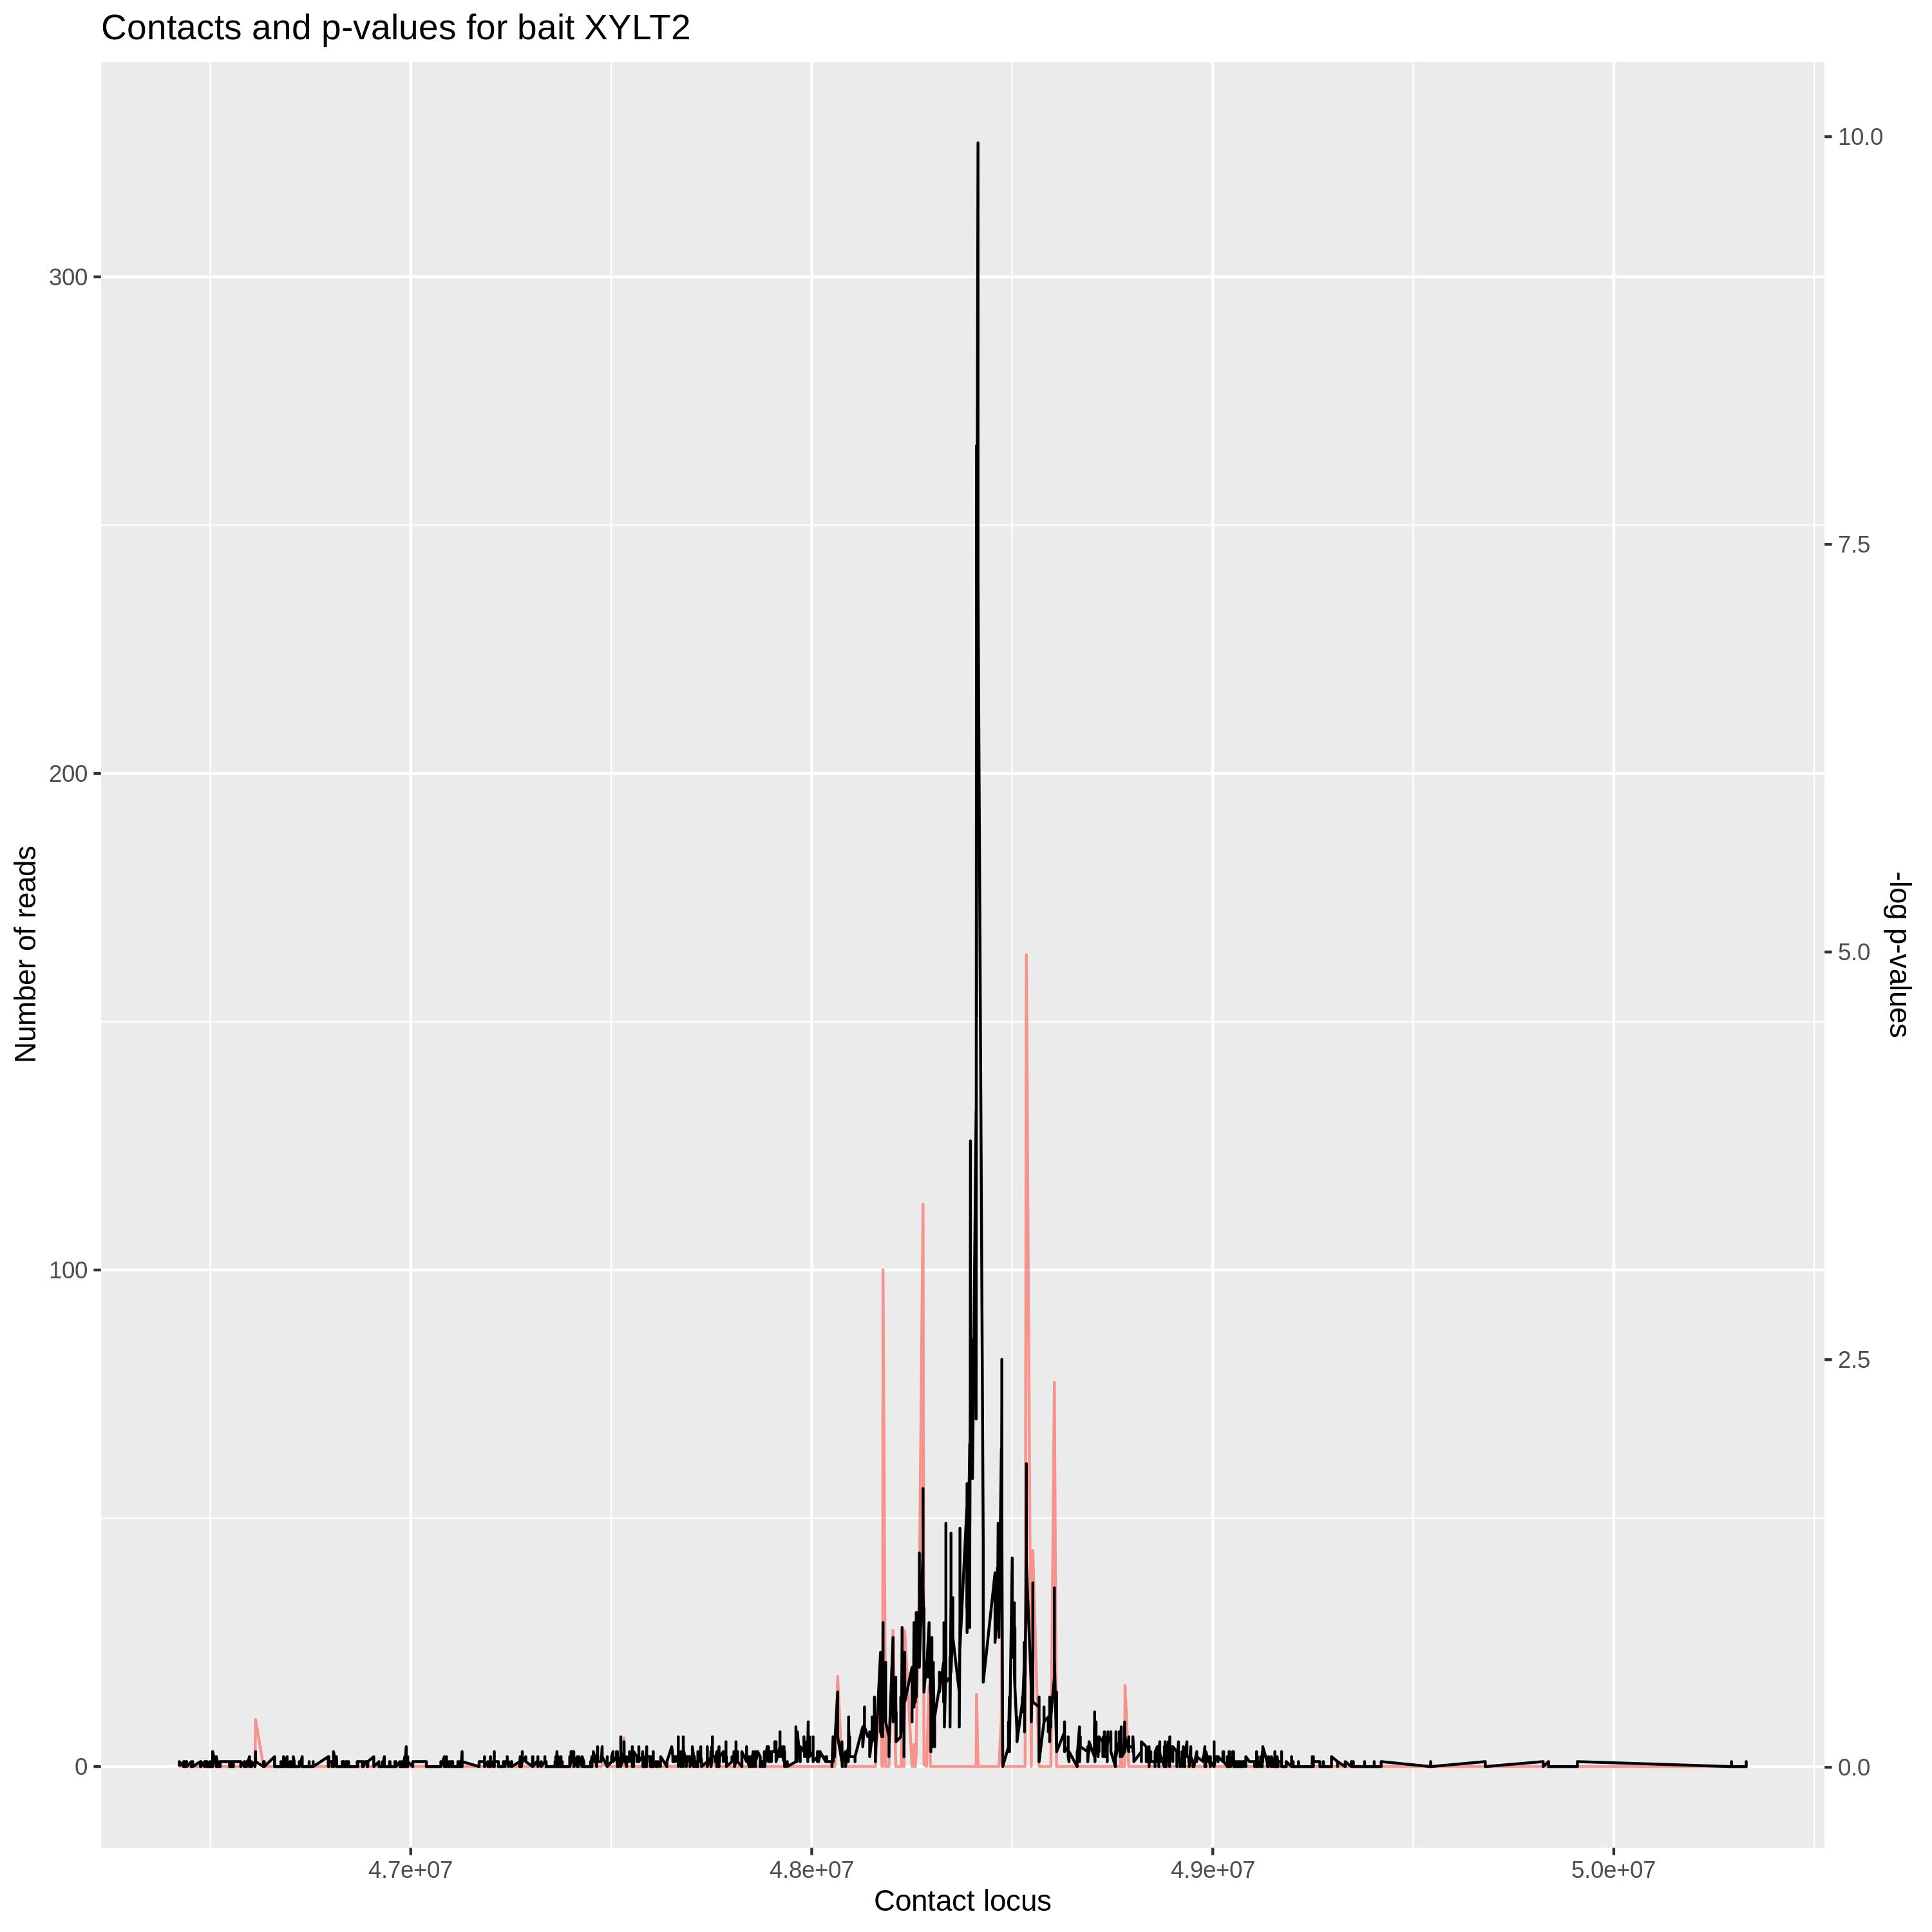 Contacts and p-values for bait XYLT2
Number of reads
300
200
100
0
10.0
7.5
5.0
2.5
0.0
-log p-values
4.7e+07
4.8e+07
4.9e+07
5.0e+07
Contact locus